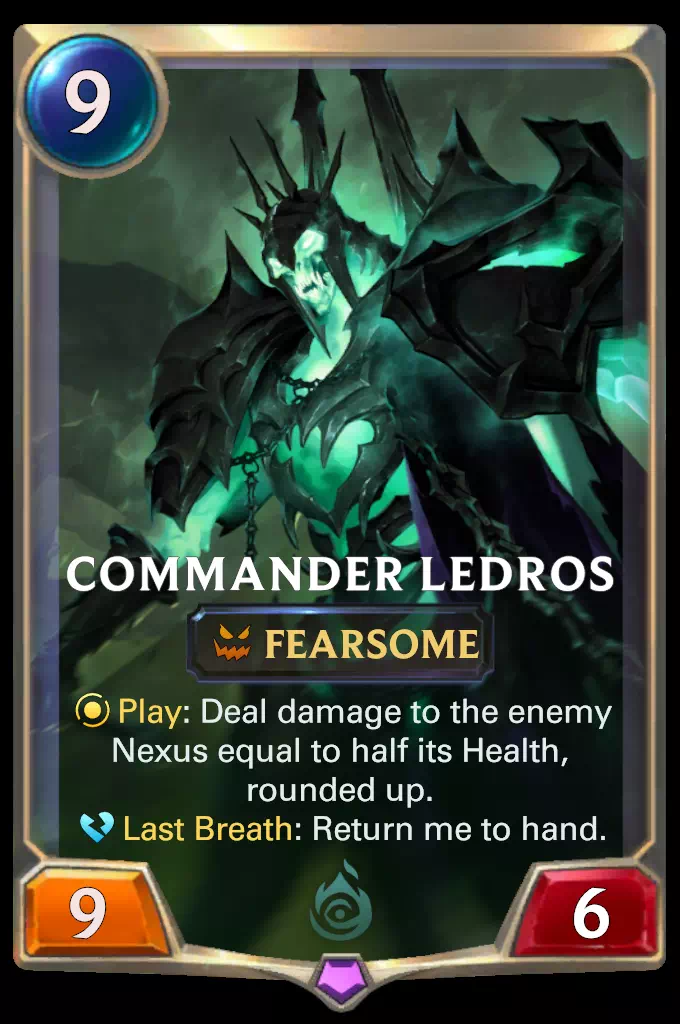 9
COMMANDER LEDROS
FEARSOME
Play: Deal damage to the enemy
Nexus equal to half its Health,
rounded up.
Last Breath: Return me to hand.
9
6